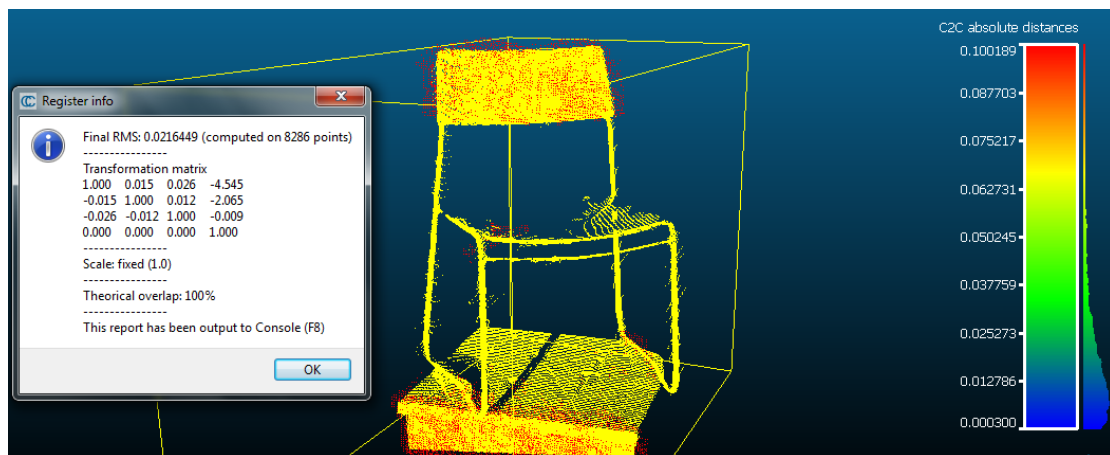 C2C absolute distances
0.100189
0.087703
0.075217
0.062731
0.050245
0.037759
0.025273
0.012786
0.000300
Register info
Final RMS: 0.0216449 (computed on 8286 points)
----------------
Transformation matrix
1.000 0.015 0.026 -4.545
-0.015 1.000 0.012 -2.065
-0.026 -0.012 1.000 -0.009
0.000 0.000 0.000 1.000
----------------
Scale: fixed (1.0)
----------------
Theorical overlap: 100%
----------------
This report has been output to Console (F8)
OK